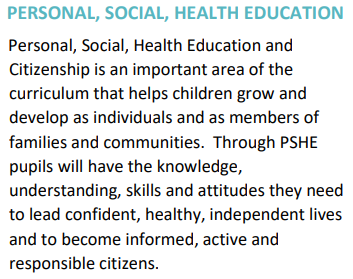 PERSONAL, SOCIAL, HEALTH EDUCATION
Personal, Social, Health Education and
Citizenship is an important area of the
curriculum that helps children grow and
develop as individuals and as members of
families and communities.  Through PSHE
pupils will have the knowledge,
understanding, skills and attitudes they need
to lead confident, healthy, independent lives
and to become informed, active and
responsible citizens.